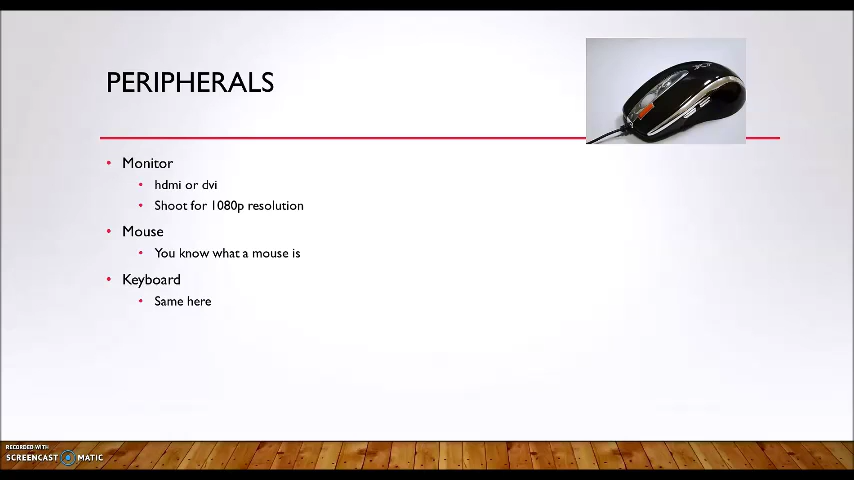 PERIPHERALS
• Monitor
• hdmi or dvi
• Shoot for 1080p resolution
• Mouse
• You know what a mouse is
• Keyboard
• Same here
RECORDED WITH
SCREENCAST MATIC